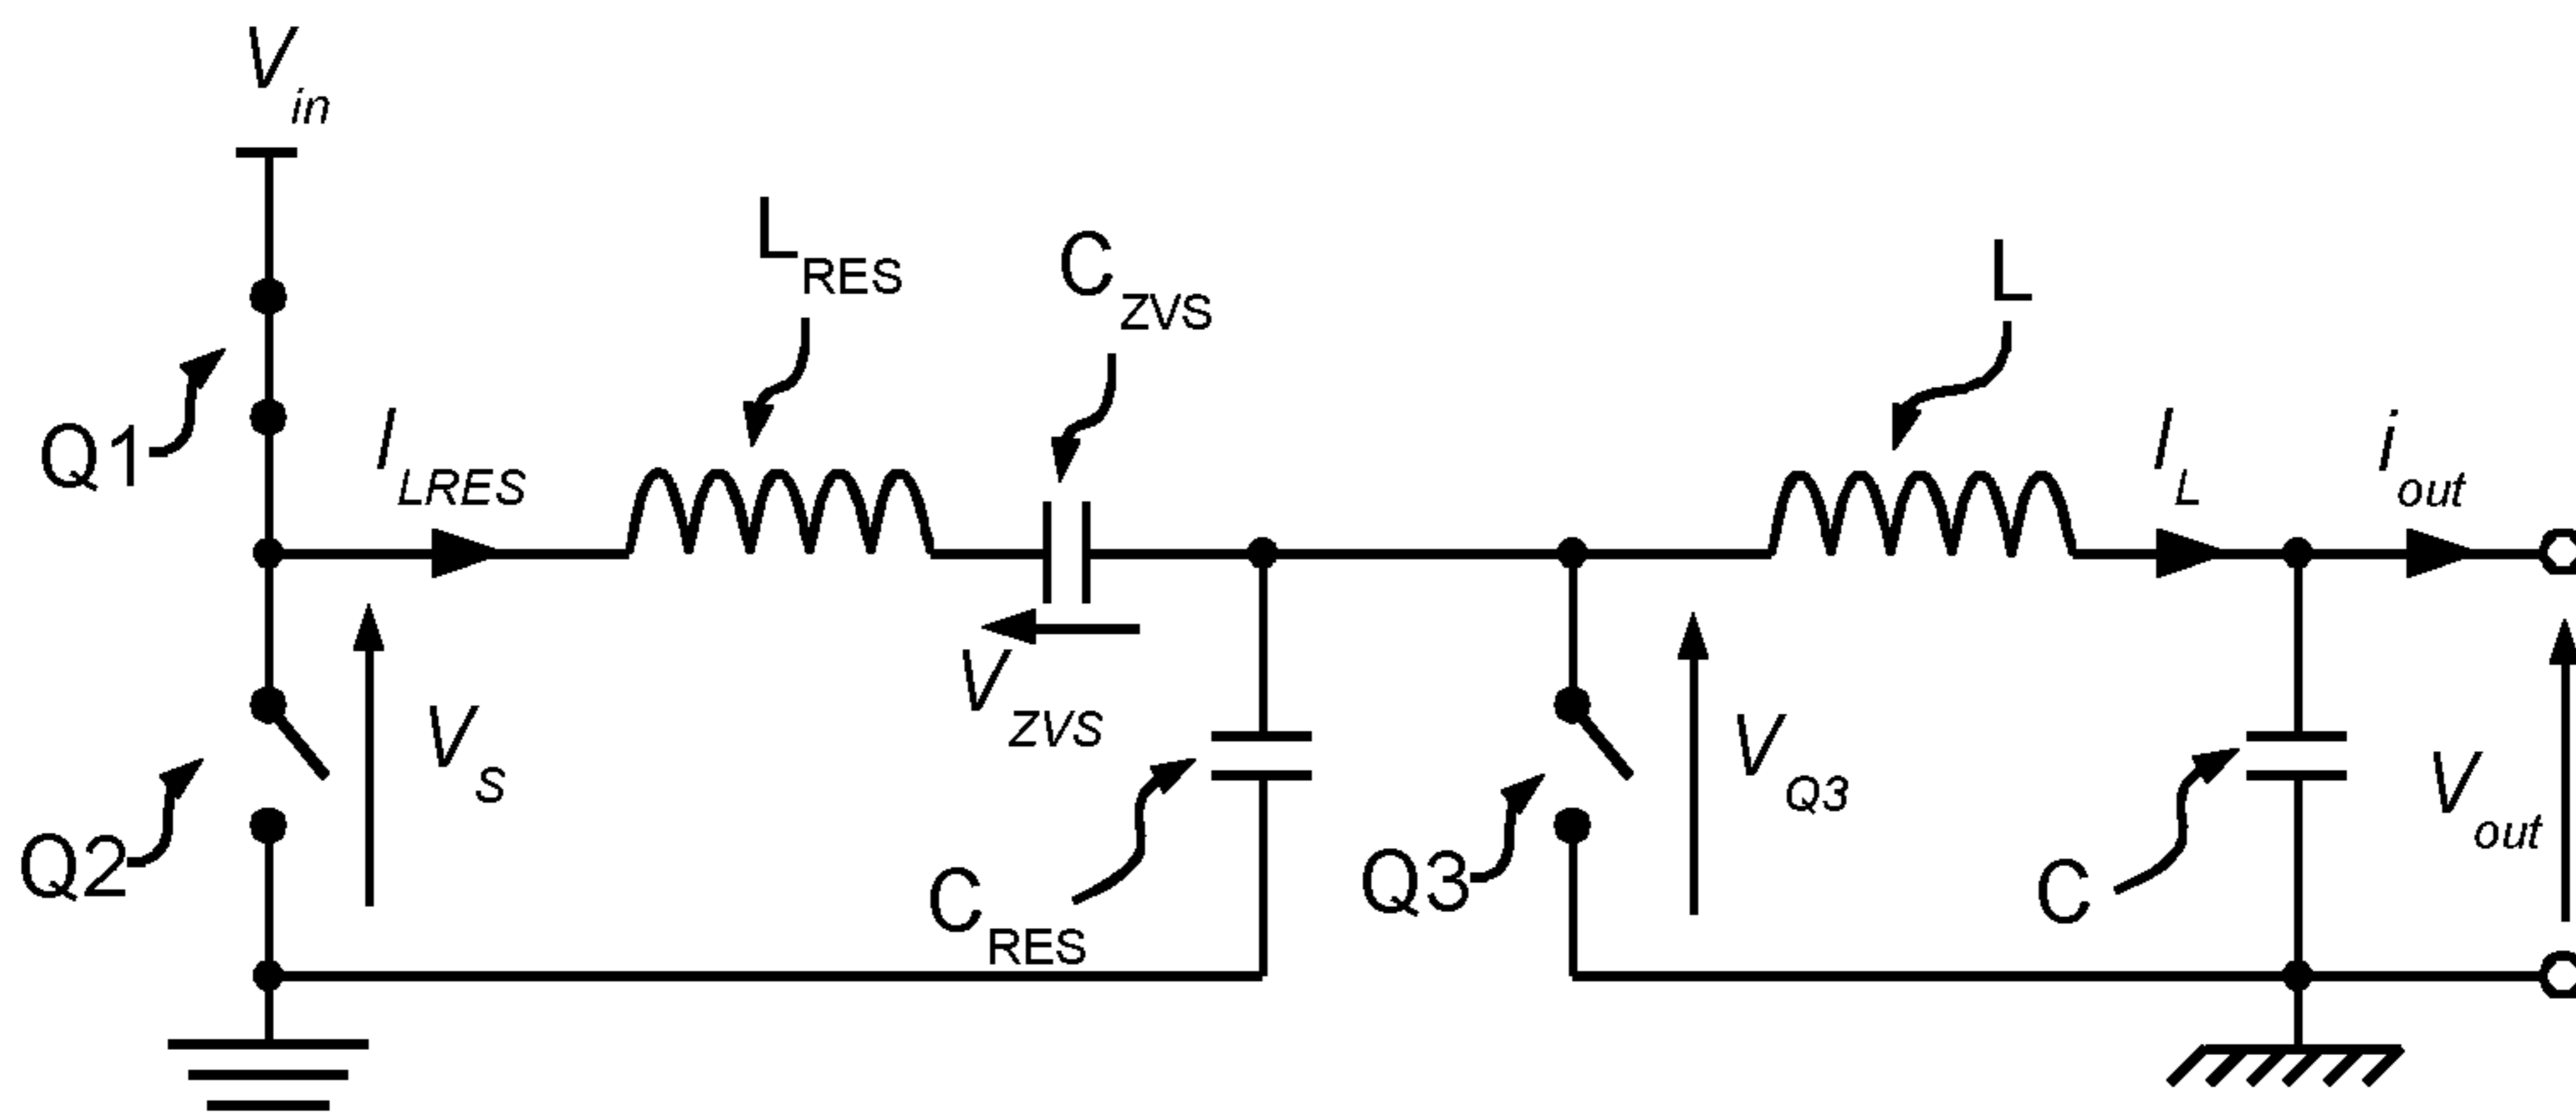 Vin
LRES
CZVS
L
Q1
ILRES
IL
iout
VZVS
VS
VQ3
Vout
Q2
CRES
Q3
C